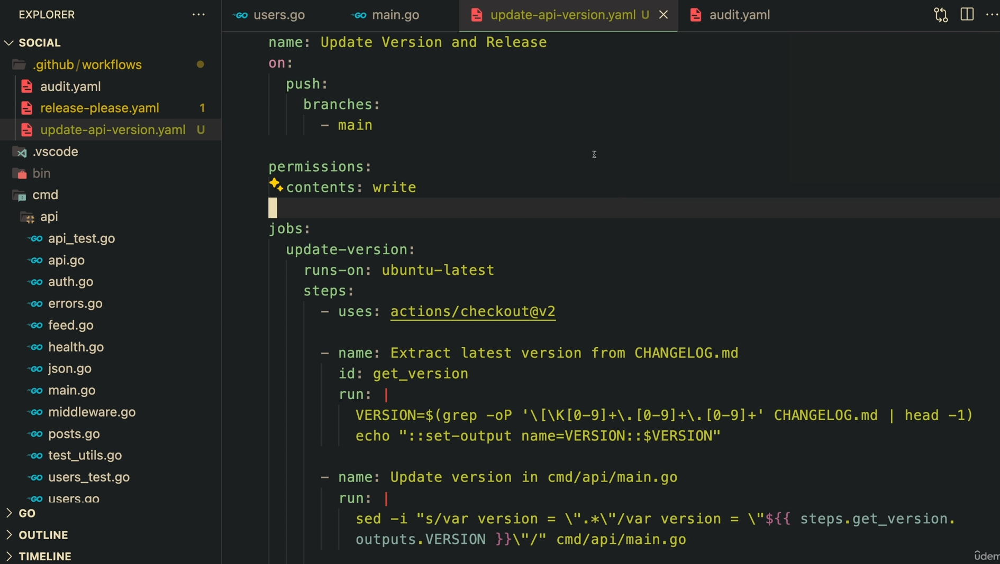 EXPLORER
SOCIAL
.github/workflows
audit.yaml
release-please.yaml 1
update-api-version.yaml U
.vscode
bin
cmd
api
api_test.go
api.go
auth.go
errors.go
feed.go
health.go
json.go
main.go
middleware.go
posts.go
test_utils.go
users_test.go
users.go
GO
OUTLINE
TIMELINE
users.go main.go update-api-version.yaml U audit.yaml
name: Update Version and Release
on:
push:
branches:
- main
permissions:
contents: write
jobs:
update-version:
runs-on: ubuntu-latest
steps:
- uses: actions/checkout@v2
- name: Extract latest version from CHANGELOG.md
id: get_version
run: |
VERSION=$(grep -oP '\[\K[0-9]+\.[0-9]+\.[0-9]+' CHANGELOG.md | head -1)
echo "::set-output name=VERSION::$VERSION"
- name: Update version in cmd/api/main.go
run: |
sed -i "s/var version = \".*\"/var version = \"${{ steps.get_version.
outputs.VERSION }}\"/" cmd/api/main.go
ûdem